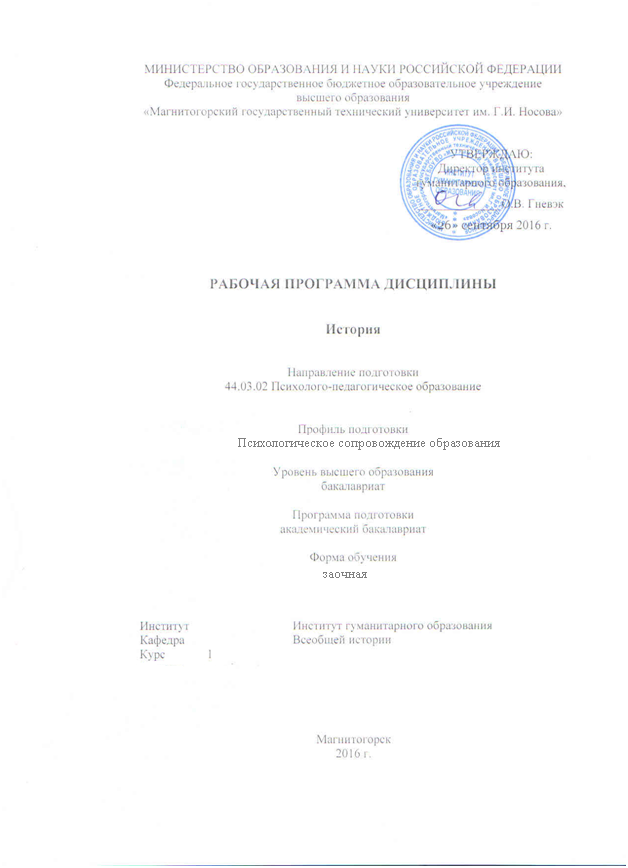 МИНИСТЕРСТВО ОБРАЗОВАНИЯ И НАУКИ РОССИЙСКОЙ ФЕДЕРАЦИИ
Федеральное государственное бюджетное образовательное учреждение
высшего образования
«Магнитогорский государственный технический университет им. Г.И. Носова»
УТВЕРЖДАЮ:
Директор института
гуманитарного образования,
О.В. Гневэк
«26» сентября 2016 г.
РАБОЧАЯ ПРОГРАММА ДИСЦИПЛИНЫ
История
Направление подготовки
44.03.02 Психолого-педагогическое образование
Профиль подготовки
Психологическое сопровождение образования
Уровень высшего образования
бакалавриат
Программа подготовки
академический бакалавриат
Форма обучения
заочная
Институт Институт гуманитарного образования
Кафедра Всеобщей истории
Курс 1
Магнитогорск
2016 г.